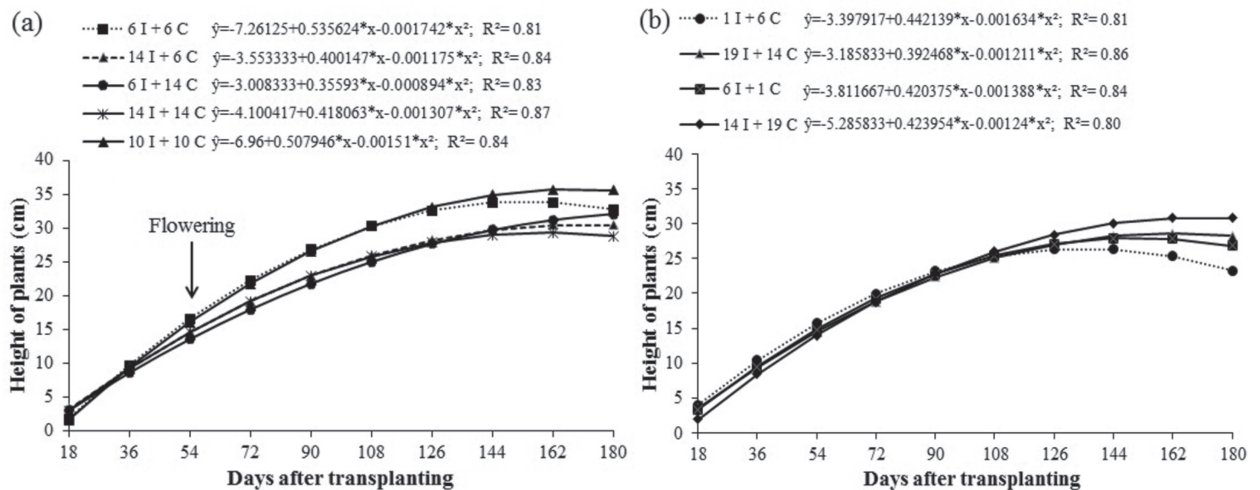 (a)
6 I + 6 C ŷ=-7.26125+0.535624*x-0.001742*x²; R²= 0.81
14 I + 6 C ŷ=-3.553333+0.400147*x-0.001175*x²; R²= 0.84
6 I + 14 C ŷ=-3.008333+0.35593*x-0.000894*x²; R²= 0.83
14 I + 14 C ŷ=-4.100417+0.418063*x-0.001307*x²; R²= 0.87
10 I + 10 C ŷ=-6.96+0.507946*x-0.00151*x²; R²= 0.84
Height of plants (cm)
40
35
30
25
20
15
10
5
0
Flowering
18 36 54 72 90 108 126 144 162 180
Days after transplanting
(b)
1 I + 6 C ŷ=-3.397917+0.442139*x-0.001634*x²; R²= 0.81
19 I + 14 C ŷ=-3.185833+0.392468*x-0.001211*x²; R²= 0.86
6 I + 1 C ŷ=-3.811667+0.420375*x-0.001388*x²; R²= 0.84
14 I + 19 C ŷ=-5.285833+0.423954*x-0.00124*x²; R²= 0.80
Height of plants (cm)
40
35
30
25
20
15
10
5
0
18 36 54 72 90 108 126 144 162 180
Days after transplanting